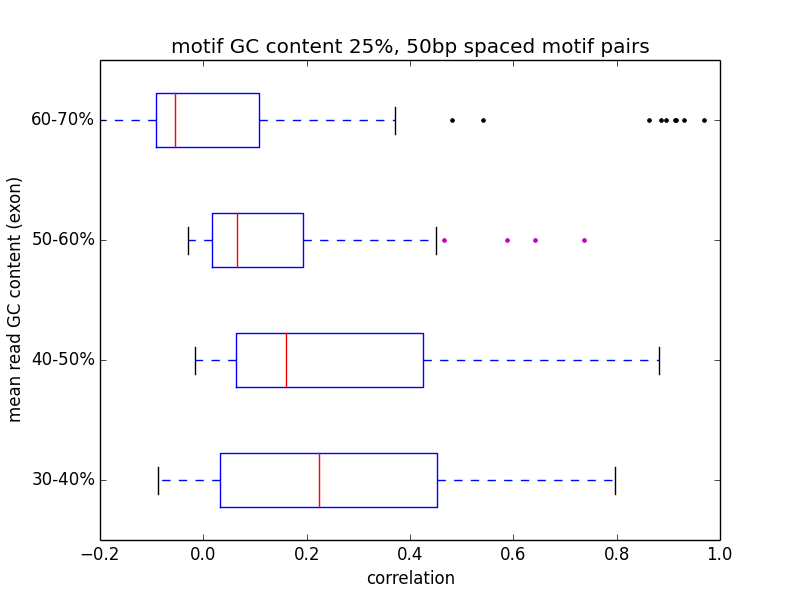 motif GC content 25%, 50bp spaced motif pairs
mean read GC content (exon)
60-70%
50-60%
40-50%
30-40%
−0.2 0.0 0.2 0.4 0.6 0.8 1.0
correlation